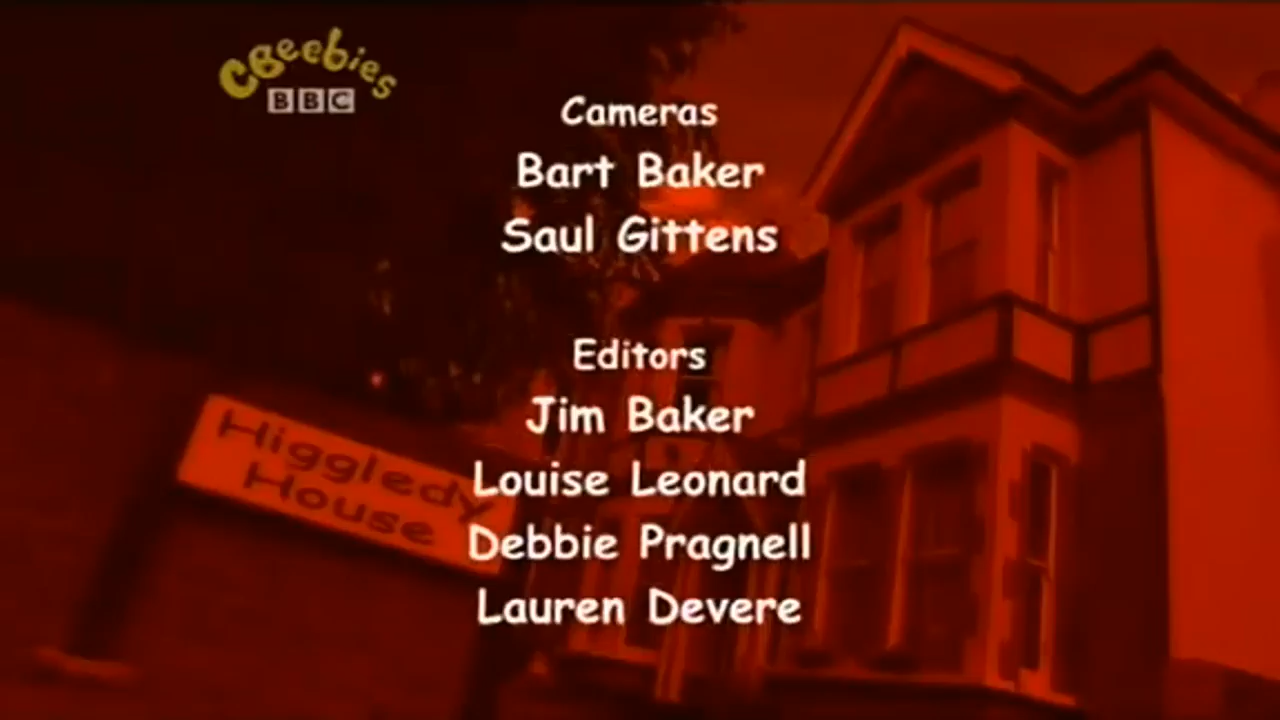 CBeebies
BBC
Cameras
Bart Baker
Saul Gittens
Editors
Jim Baker
Louise Leonard
Debbie Pragnell
Lauren Devere
Higgledy
House